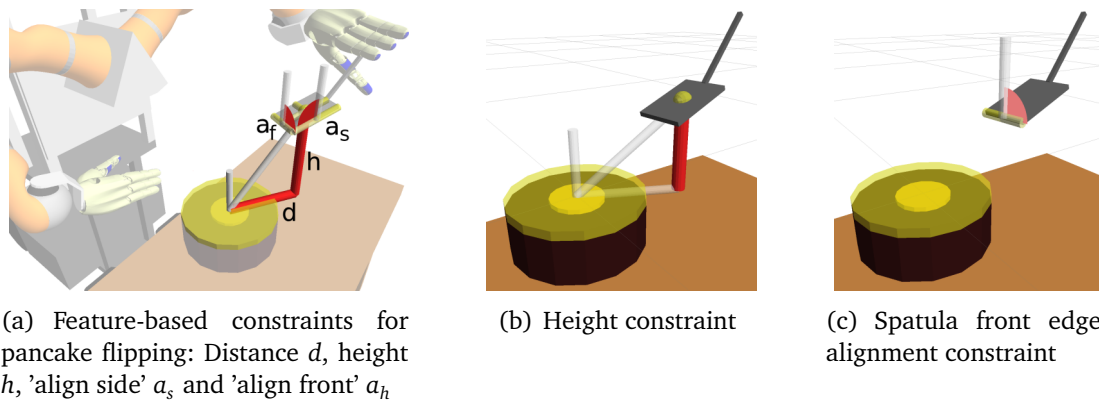 a_f
a_s
h
d
(a) Feature-based constraints for
pancake flipping: Distance d, height
h, ’align side’ a_s and ’align front’ a_h
(b) Height constraint
(c) Spatula front edge
alignment constraint